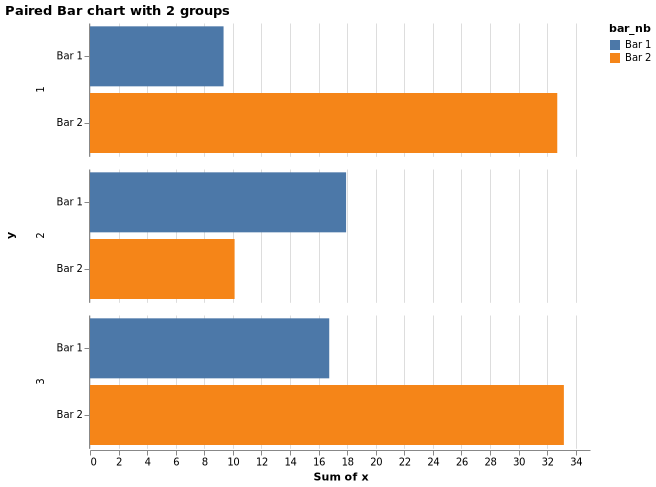 Paired Bar chart with 2 groups
bar_nb
Bar 1
Bar 2
y
1
Bar 1
Bar 2
2
Bar 1
Bar 2
3
Bar 1
Bar 2
0 2 4 6 8 10 12 14 16 18 20 22 24 26 28 30 32 34
Sum of x